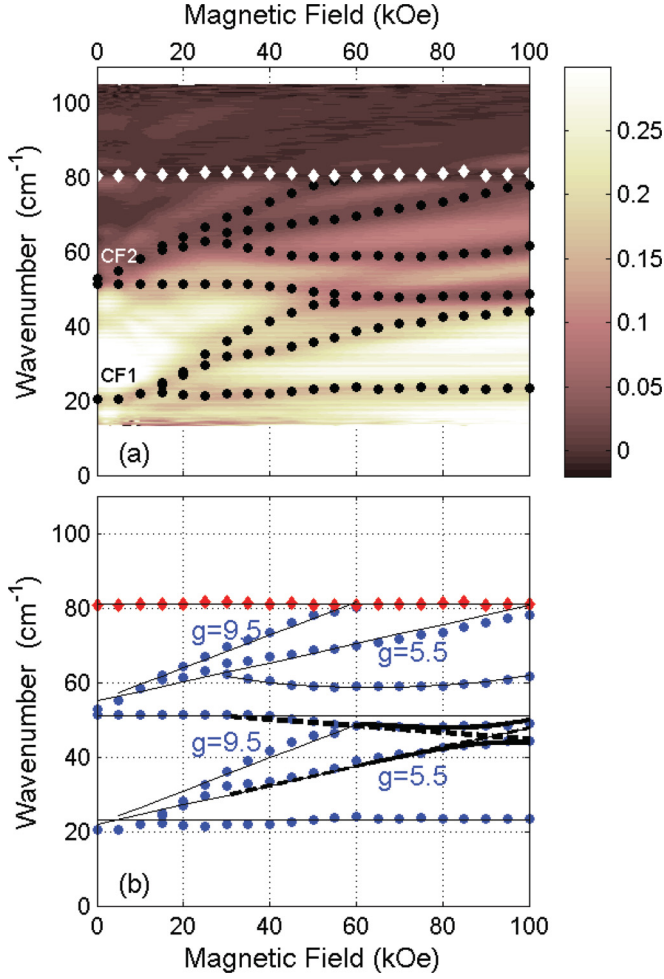 Magnetic Field (kOe)
0 20 40 60 80 100
100
80
60
40
20
0
Wavenumber (cm⁻¹)
CF2
CF1
(a)
0.25
0.2
0.15
0.1
0.05
0
100
80
60
40
20
0
Wavenumber (cm⁻¹)
g=9.5
g=5.5
g=9.5
g=5.5
(b)
0 20 40 60 80 100
Magnetic Field (kOe)